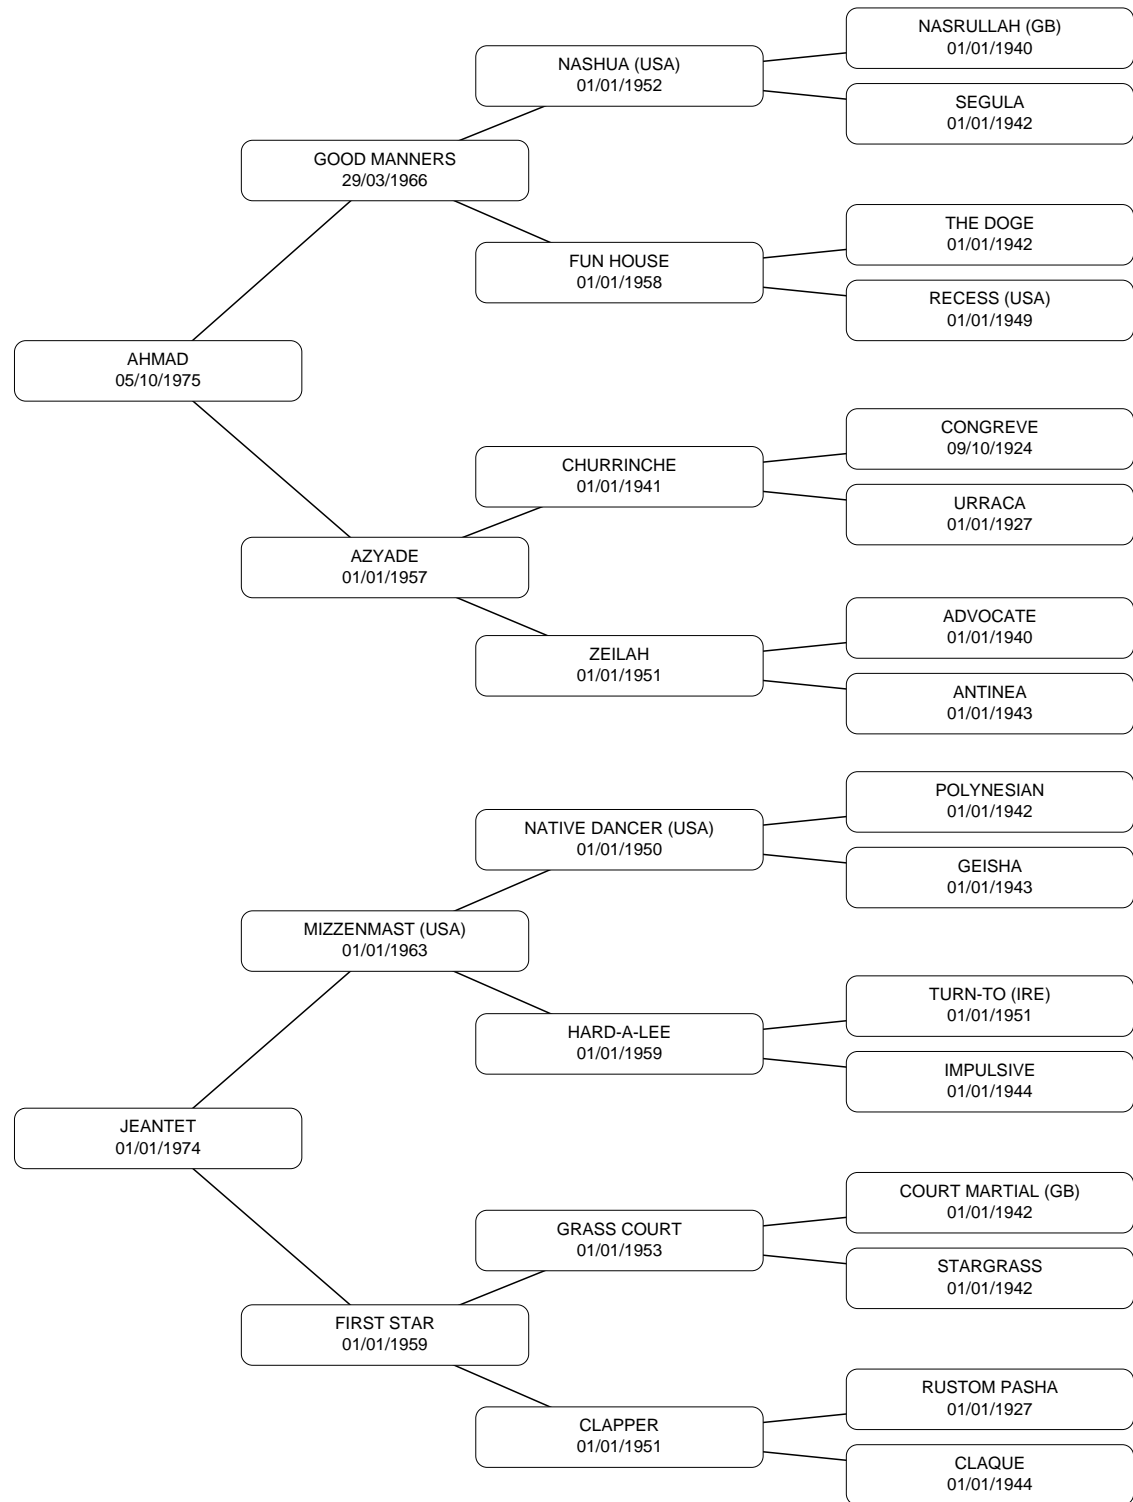 NASRULLAH (GB)
01/01/1940
NASHUA (USA)
01/01/1952
SEGULA
01/01/1942
GOOD MANNERS
29/03/1966
THE DOGE
01/01/1942
FUN HOUSE
01/01/1958
RECESS (USA)
01/01/1949
AHMAD
05/10/1975
CONGREVE
09/10/1924
CHURRINCHE
01/01/1941
URRACA
01/01/1927
AZYADE
01/01/1957
ADVOCATE
01/01/1940
ZEILAH
01/01/1951
ANTINEA
01/01/1943
POLYNESIAN
01/01/1942
NATIVE DANCER (USA)
01/01/1950
GEISHA
01/01/1943
MIZZENMAST (USA)
01/01/1963
TURN-TO (IRE)
01/01/1951
HARD-A-LEE
01/01/1959
IMPULSIVE
01/01/1944
JEANTET
01/01/1974
COURT MARTIAL (GB)
01/01/1942
GRASS COURT
01/01/1953
STARGRASS
01/01/1942
FIRST STAR
01/01/1959
RUSTOM PASHA
01/01/1927
CLAPPER
01/01/1951
CLAQUE
01/01/1944